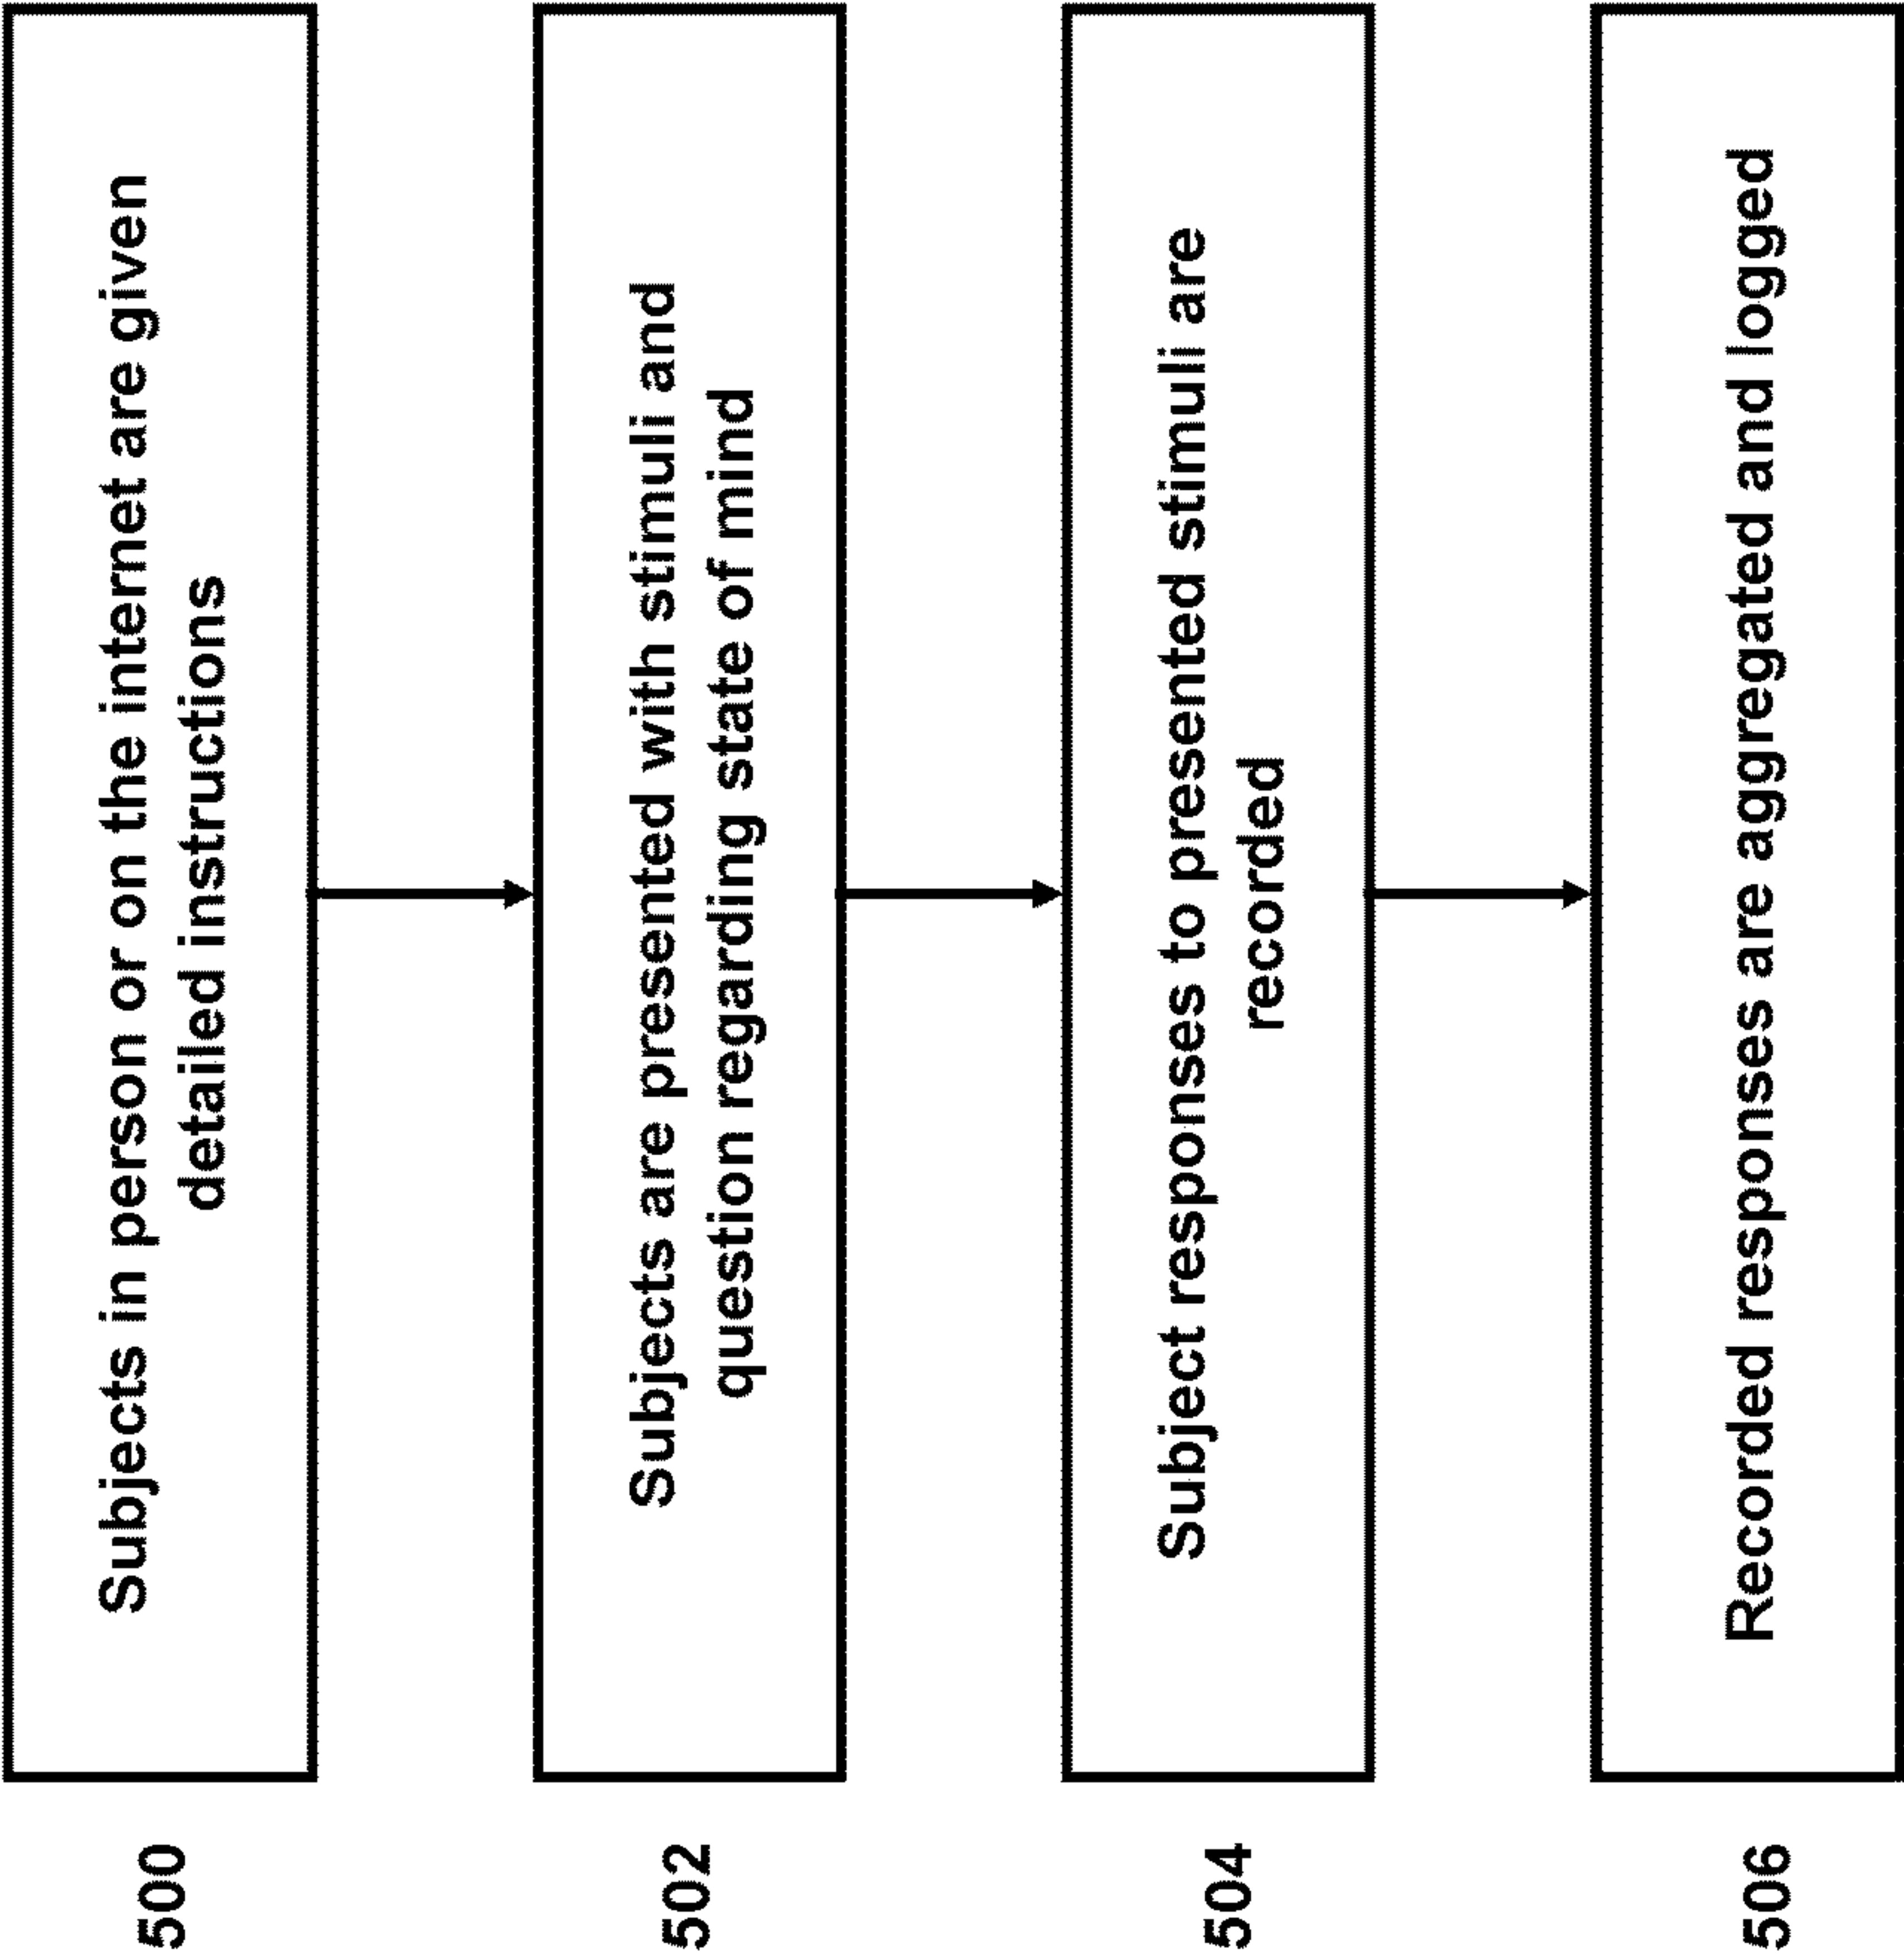 500
Subjects in person or on the internet are given
detailed instructions
502
Subjects are presented with stimuli and
question regarding state of mind
504
Subject responses to presented stimuli are
recorded
506
Recorded responses are aggregated and logged